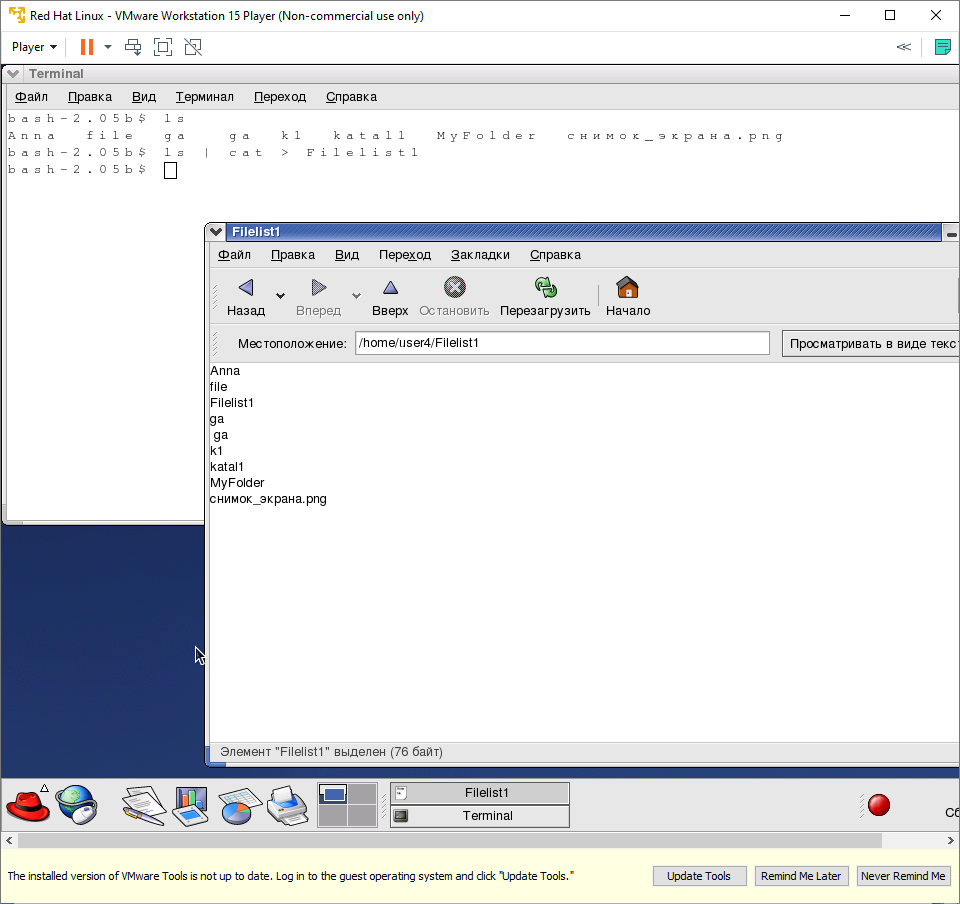 Red Hat Linux - VMware Workstation 15 Player (Non-commercial use only)
Player
Terminal
Файл Правка Вид Терминал Переход Справка
bash-2.05b$ ls
Anna file ga ga k1 katal1 MyFolder снимок_экрана.png
bash-2.05b$ ls | cat > Filelist1
bash-2.05b$
Filelist1
Файл Правка Вид Переход Закладки Справка
Назад Вперед Вверх Остановить Перезагрузить Начало
Местоположение: /home/user4/Filelist1 Просматривать в виде текст
Anna
file
Filelist1
ga
ga
k1
katal1
MyFolder
снимок_экрана.png
Элемент "Filelist1" выделен (76 байт)
Filelist1
Terminal
Сб
The installed version of VMware Tools is not up to date. Log in to the guest operating system and click "Update Tools."
Update Tools Remind Me Later Never Remind Me